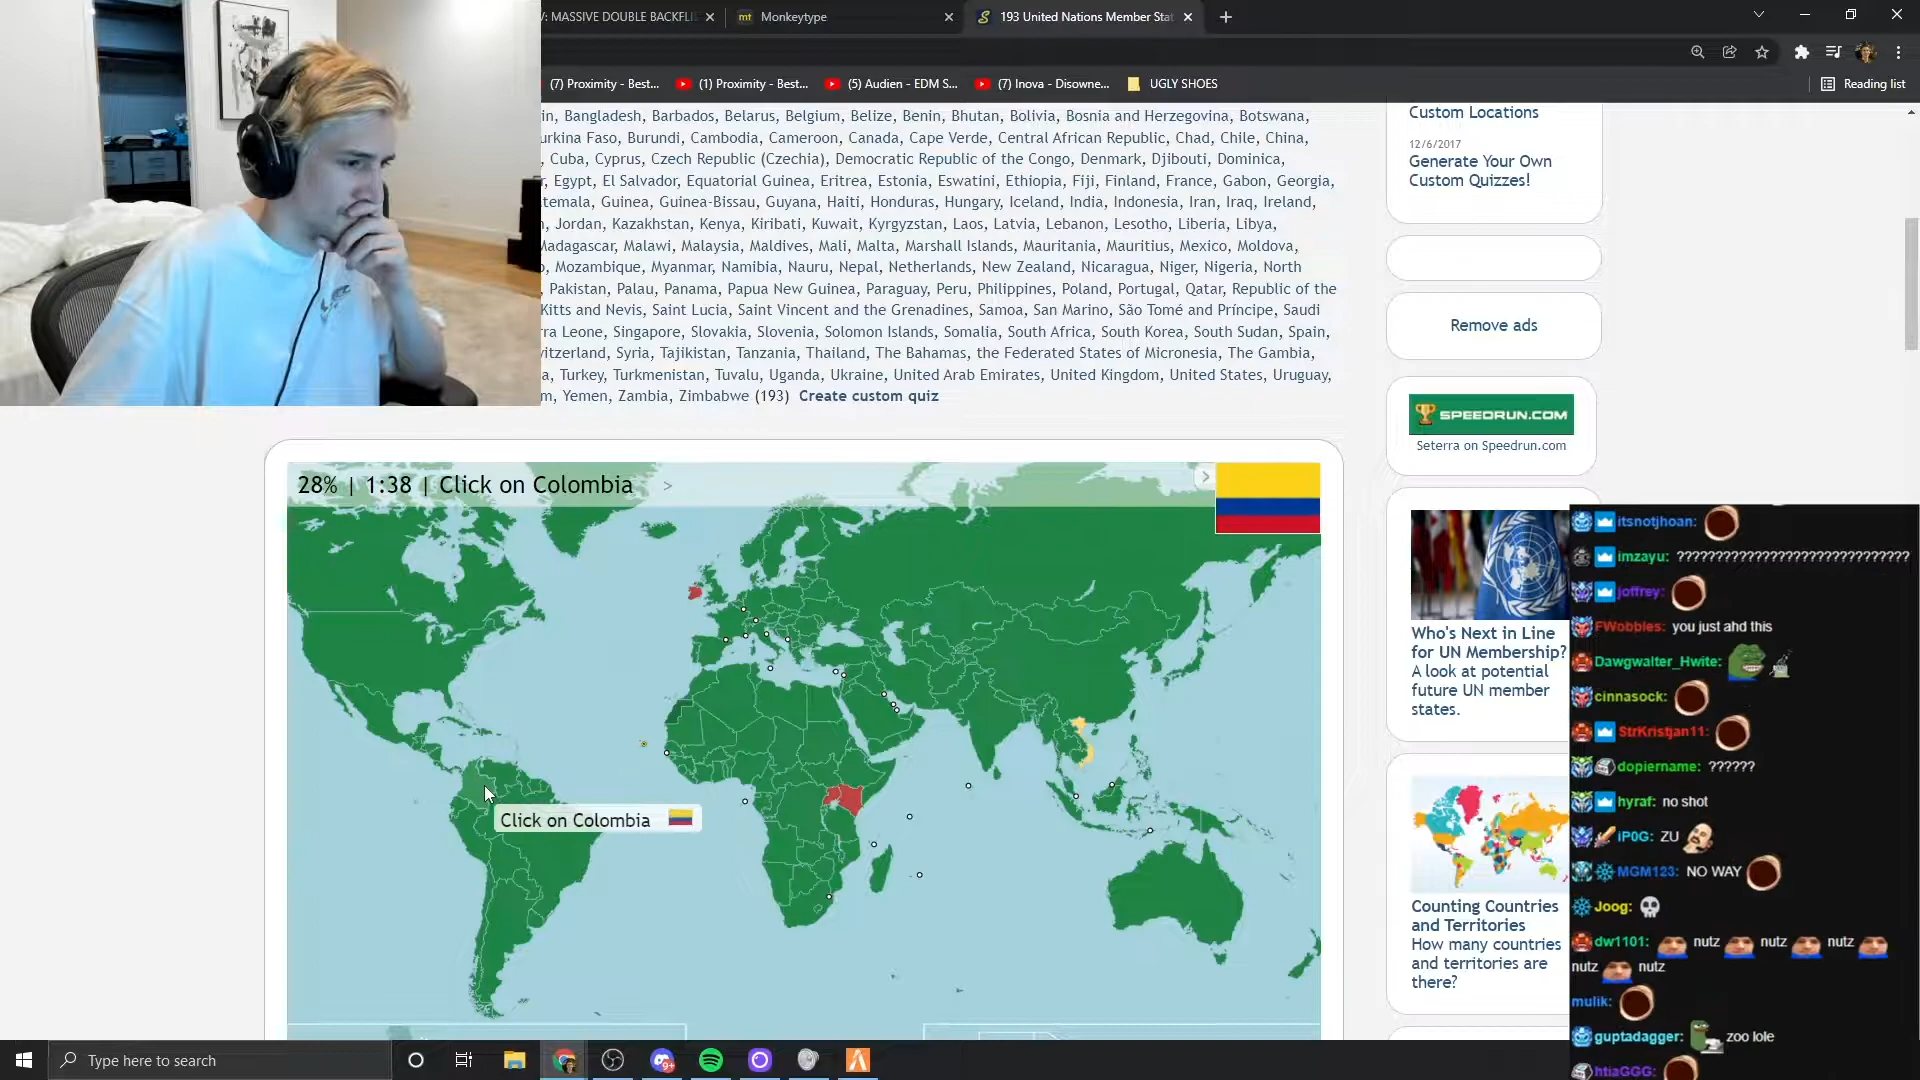 V: MASSIVE DOUBLE BACKFLI
mt Monkeytype
193 United Nations Member Sta
(7) Proximity - Best...
(1) Proximity - Best...
(5) Audien - EDM S...
(7) Inova - Disowne...
UGLY SHOES
Reading list
in, Bangladesh, Barbados, Belarus, Belgium, Belize, Benin, Bhutan, Bolivia, Bosnia and Herzegovina, Botswana,
urkina Faso, Burundi, Cambodia, Cameroon, Canada, Cape Verde, Central African Republic, Chad, Chile, China,
, Cuba, Cyprus, Czech Republic (Czechia), Democratic Republic of the Congo, Denmark, Djibouti, Dominica,
r, Egypt, El Salvador, Equatorial Guinea, Eritrea, Estonia, Eswatini, Ethiopia, Fiji, Finland, France, Gabon, Georgia,
temala, Guinea, Guinea-Bissau, Guyana, Haiti, Honduras, Hungary, Iceland, India, Indonesia, Iran, Iraq, Ireland,
n, Jordan, Kazakhstan, Kenya, Kiribati, Kuwait, Kyrgyzstan, Laos, Latvia, Lebanon, Lesotho, Liberia, Libya,
Madagascar, Malawi, Malaysia, Maldives, Mali, Malta, Marshall Islands, Mauritania, Mauritius, Mexico, Moldova,
o, Mozambique, Myanmar, Namibia, Nauru, Nepal, Netherlands, New Zealand, Nicaragua, Niger, Nigeria, North
, Pakistan, Palau, Panama, Papua New Guinea, Paraguay, Peru, Philippines, Poland, Portugal, Qatar, Republic of the
Kitts and Nevis, Saint Lucia, Saint Vincent and the Grenadines, Samoa, San Marino, São Tomé and Príncipe, Saudi
rra Leone, Singapore, Slovakia, Slovenia, Solomon Islands, Somalia, South Africa, South Korea, South Sudan, Spain,
witzerland, Syria, Tajikistan, Tanzania, Thailand, The Bahamas, the Federated States of Micronesia, The Gambia,
a, Turkey, Turkmenistan, Tuvalu, Uganda, Ukraine, United Arab Emirates, United Kingdom, United States, Uruguay,
m, Yemen, Zambia, Zimbabwe (193) Create custom quiz
Custom Locations
12/6/2017
Generate Your Own
Custom Quizzes!
Remove ads
SPEEDRUN.COM
Seterra on Speedrun.com
28% | 1:38 | Click on Colombia >
Click on Colombia
Who's Next in Line
for UN Membership?
A look at potential
future UN member
states.
Counting Countries
and Territories
How many countries
and territories are
there?
itsnotjhoan:
imzayu: ??????????????????????????????
joffrey:
FWobbles: you just ahd this
Dawgwalter_Hwite:
cinnasock:
StrKristjan11:
dopiername: ??????
hyraf: no shot
iP0G: ZU
MGM123: NO WAY
Joog:
dw1101: nutz nutz nutz
nutz nutz
mulik:
guptadagger: zoo lole
htiaGGG:
Type here to search
9+